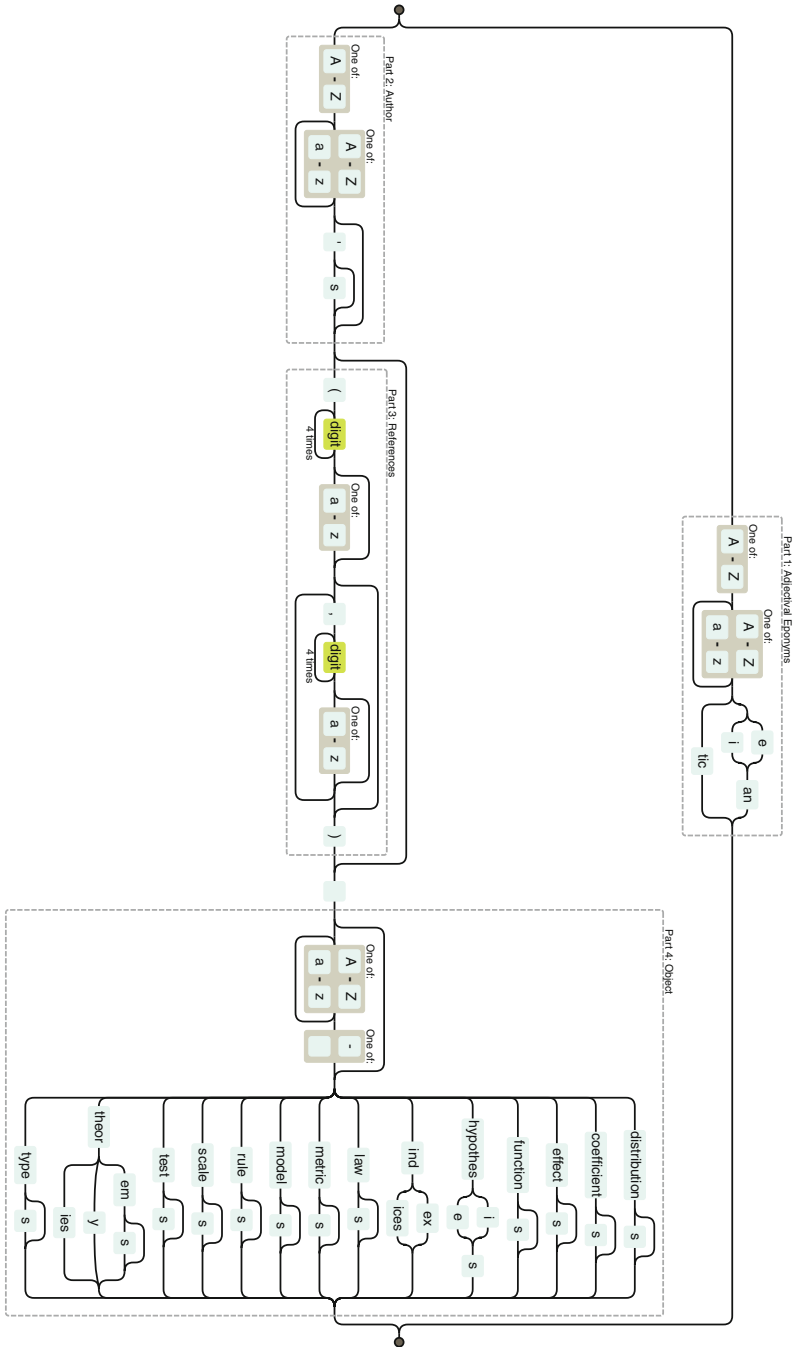 Part 1: Adjectival Eponyms
One of:
A - Z
One of:
A - Z
a - z
e
i
an
tic
Part 2: Author
One of:
A - Z
One of:
A - Z
a - z
'
s
Part 3: References
(
digit
4 times
One of:
a - z
,
digit
4 times
One of:
a - z
)
Part 4: Object
One of:
A - Z
a - z
One of:
-
distribution s
coefficient s
effect s
function s
hypothes i s
e
ind ex
ices
law s
metric s
model s
rule s
scale s
test s
theor em s
y
ies
type s